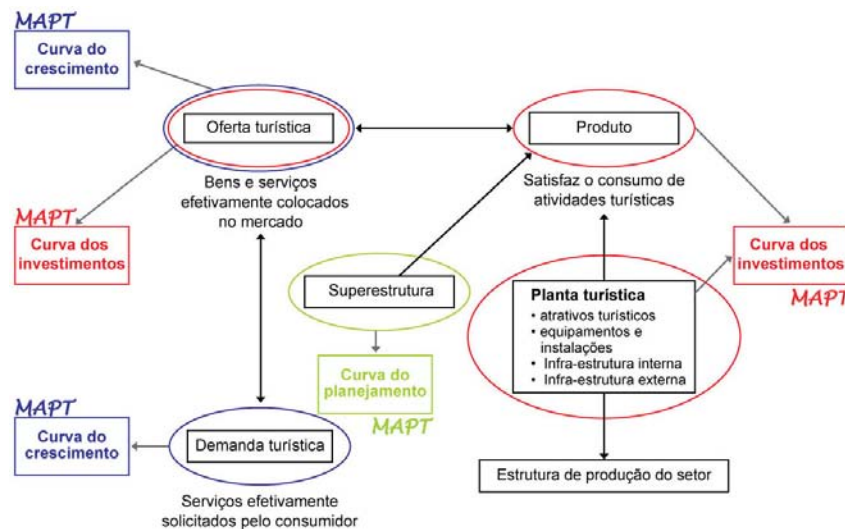 MAPT
Curva do
crescimento
Oferta turística
Produto
Bens e serviços
efetivamente colocados
no mercado
Satisfaz o consumo de
atividades turísticas
MAPT
Curva dos
investimentos
Curva dos
investimentos
MAPT
Superestrutura
Planta turística
• atrativos turísticos
• equipamentos e
instalações
• Infra-estrutura interna
• Infra-estrutura externa
Curva do
planejamento
MAPT
MAPT
Curva do
crescimento
Demanda turística
Estrutura de produção do setor
Serviços efetivamente
solicitados pelo consumidor